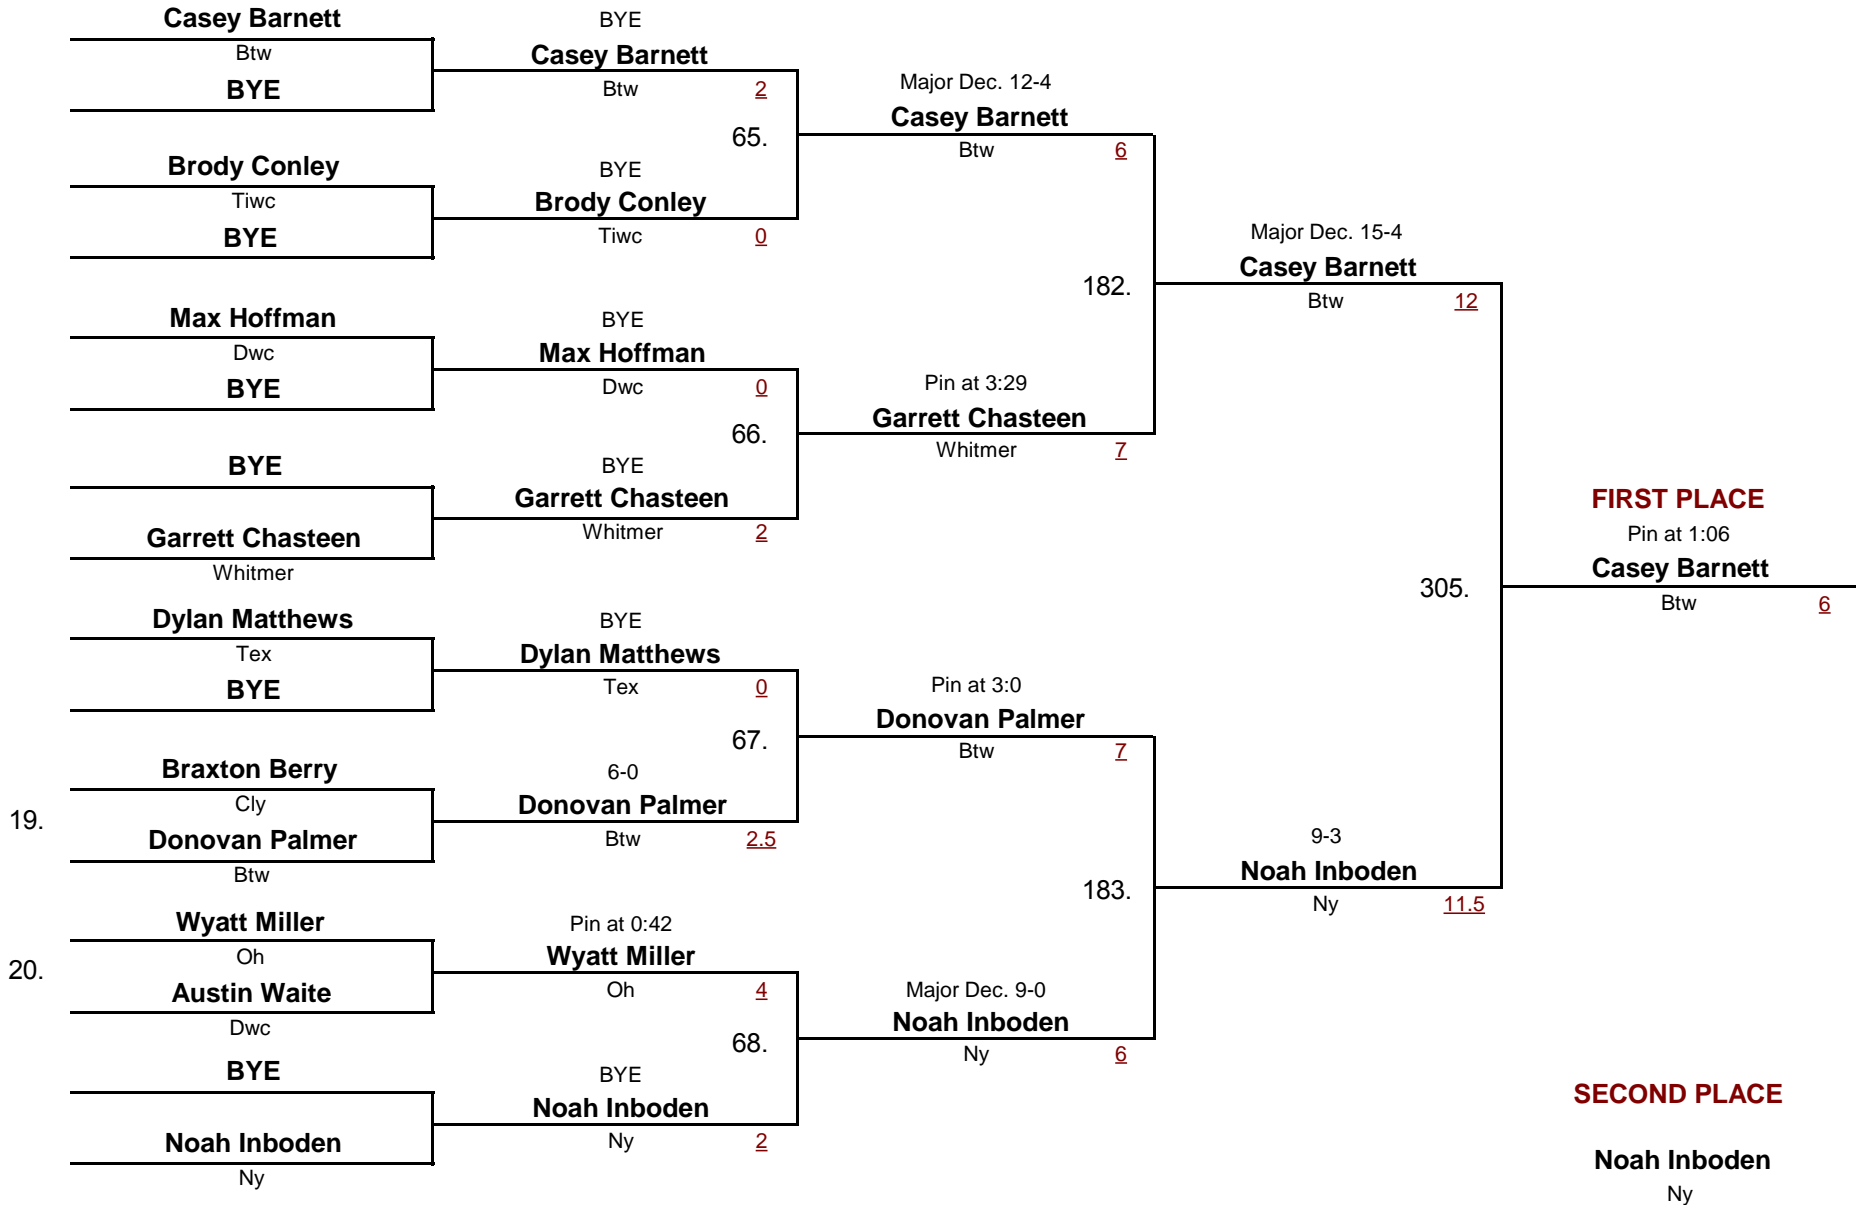 Casey Barnett
Btw
BYE
Brody Conley
Tiwc
BYE
Max Hoffman
Dwc
BYE
BYE
Garrett Chasteen
Whitmer
Dylan Matthews
Tex
BYE
19.
Braxton Berry
Cly
Donovan Palmer
Btw
20.
Wyatt Miller
Oh
Austin Waite
Dwc
BYE
Noah Inboden
Ny
BYE
Casey Barnett
Btw 2
65.
BYE
Brody Conley
Tiwc 0
BYE
Max Hoffman
Dwc 0
66.
BYE
Garrett Chasteen
Whitmer 2
BYE
Dylan Matthews
Tex 0
67.
6-0
Donovan Palmer
Btw 2.5
Pin at 0:42
Wyatt Miller
Oh 4
68.
BYE
Noah Inboden
Ny 2
Major Dec. 12-4
Casey Barnett
Btw 6
182.
Pin at 3:29
Garrett Chasteen
Whitmer 7
Pin at 3:0
Donovan Palmer
Btw 7
183.
Major Dec. 9-0
Noah Inboden
Ny 6
Major Dec. 15-4
Casey Barnett
Btw 12
305.
9-3
Noah Inboden
Ny 11.5
FIRST PLACE
Pin at 1:06
Casey Barnett
Btw 6
SECOND PLACE
Noah Inboden
Ny